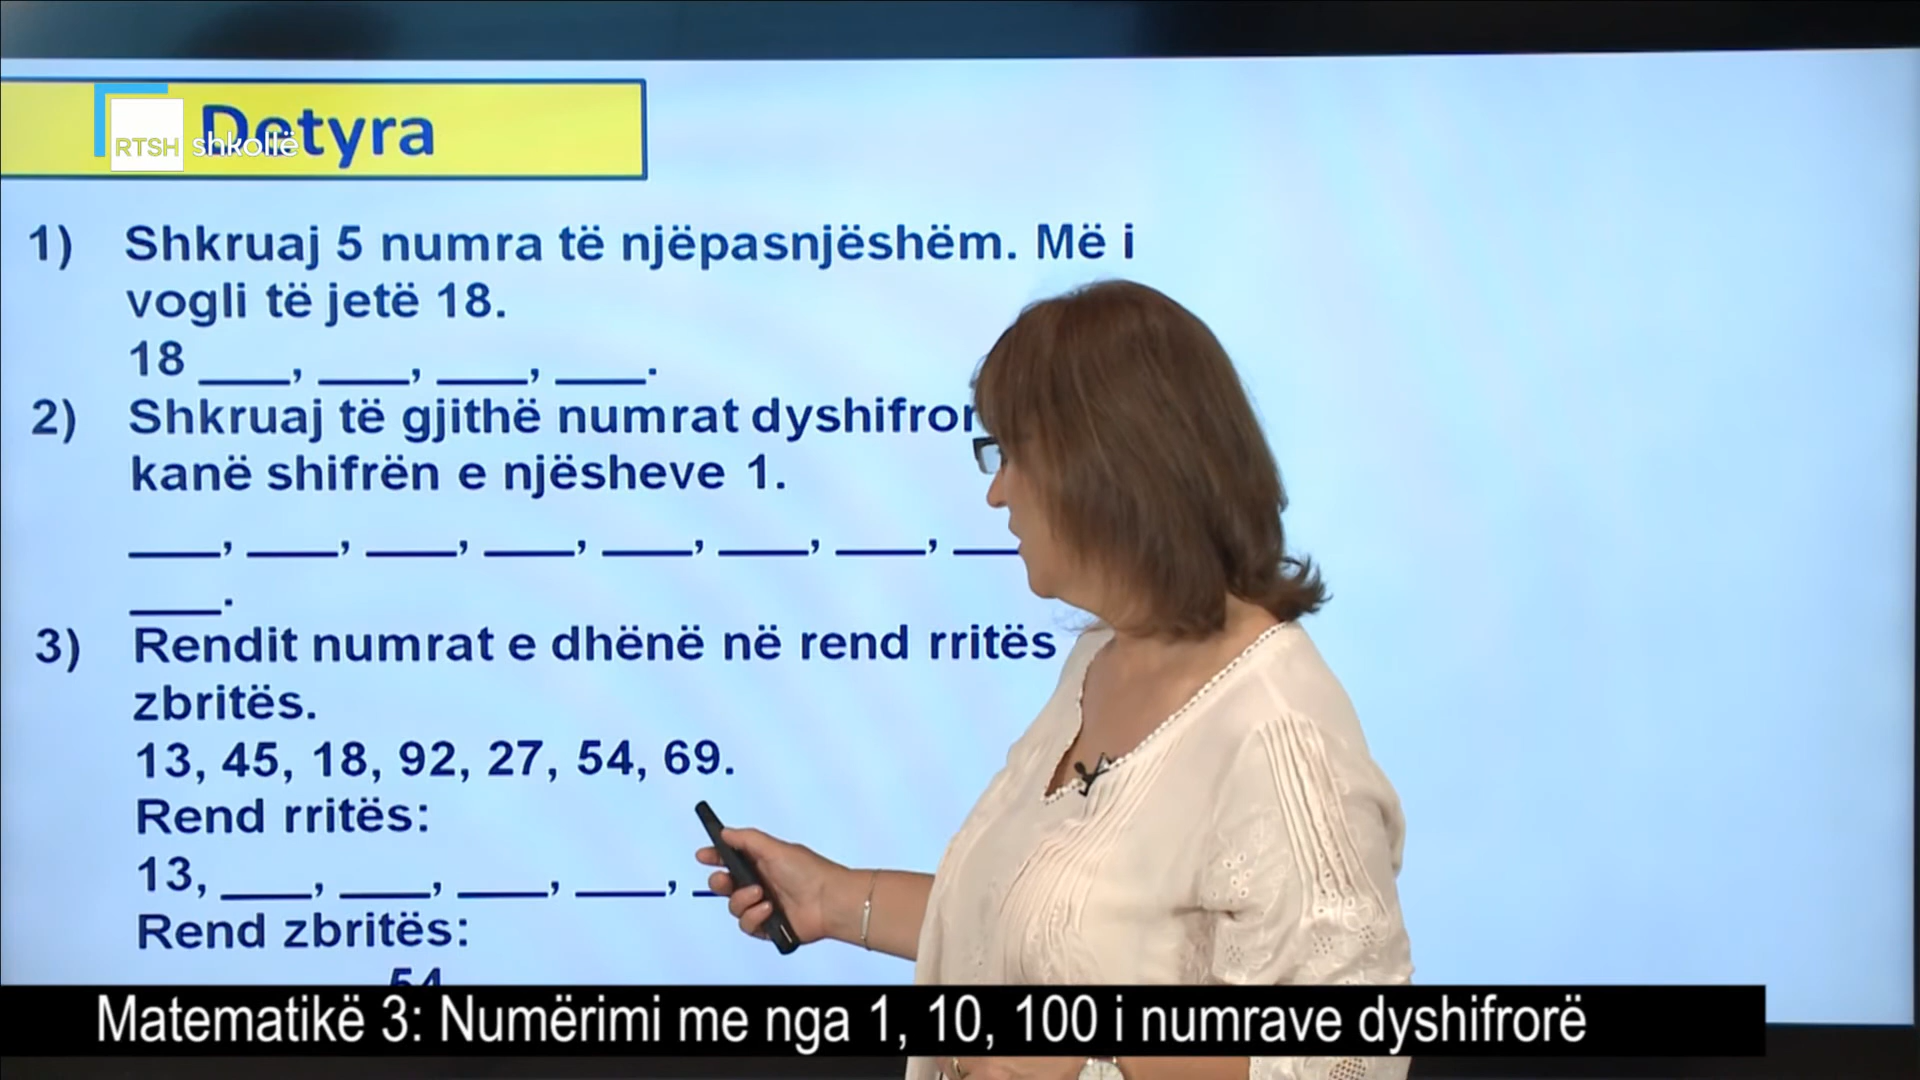 Detyra
RTSH shkollë
1) Shkruaj 5 numra të njëpasnjëshëm. Më i
vogli të jetë 18.
18 ___, ___, ___, ___.
2) Shkruaj të gjithë numrat
kanë shifrën e njësheve 1.
___, ___, ___, ___, ___, ___, ___, ___
___.
3) Rendit numrat e dhënë në rend rritës
zbritës.
13, 45, 18, 92, 27, 54, 69.
Rend rritës:
13, ___, ___, ___, ___, _
Rend zbritës:
54
Matematikë 3: Numërimi me nga 1, 10, 100 i numrave dyshifrorë